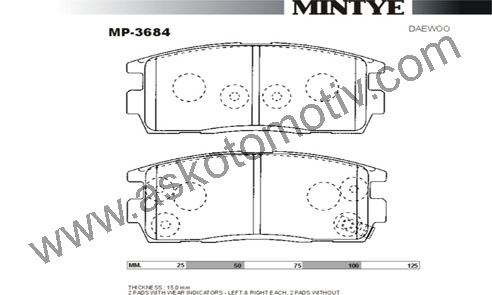 MINTYE
MP-3684
DAEWOO
www.askotomotiv.com
MM. 25 50 75 100 125
THICKNESS : 15.0 mm
2 PADS WITH WEAR INDICATORS - LEFT & RIGHT EACH, 2 PADS WITHOUT